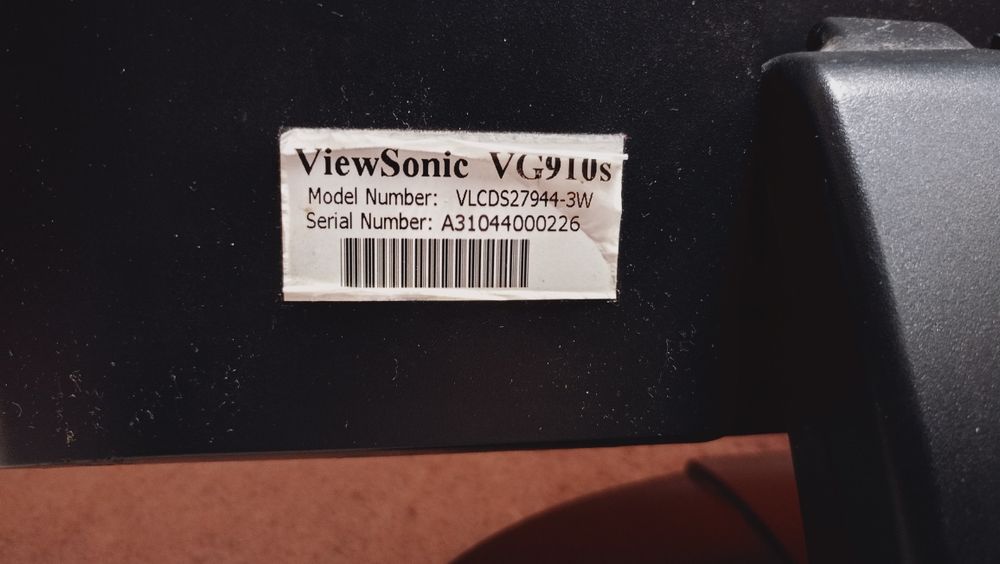 ViewSonic VG910s
Model Number: VLCDS27944-3W
Serial Number: A31044000226